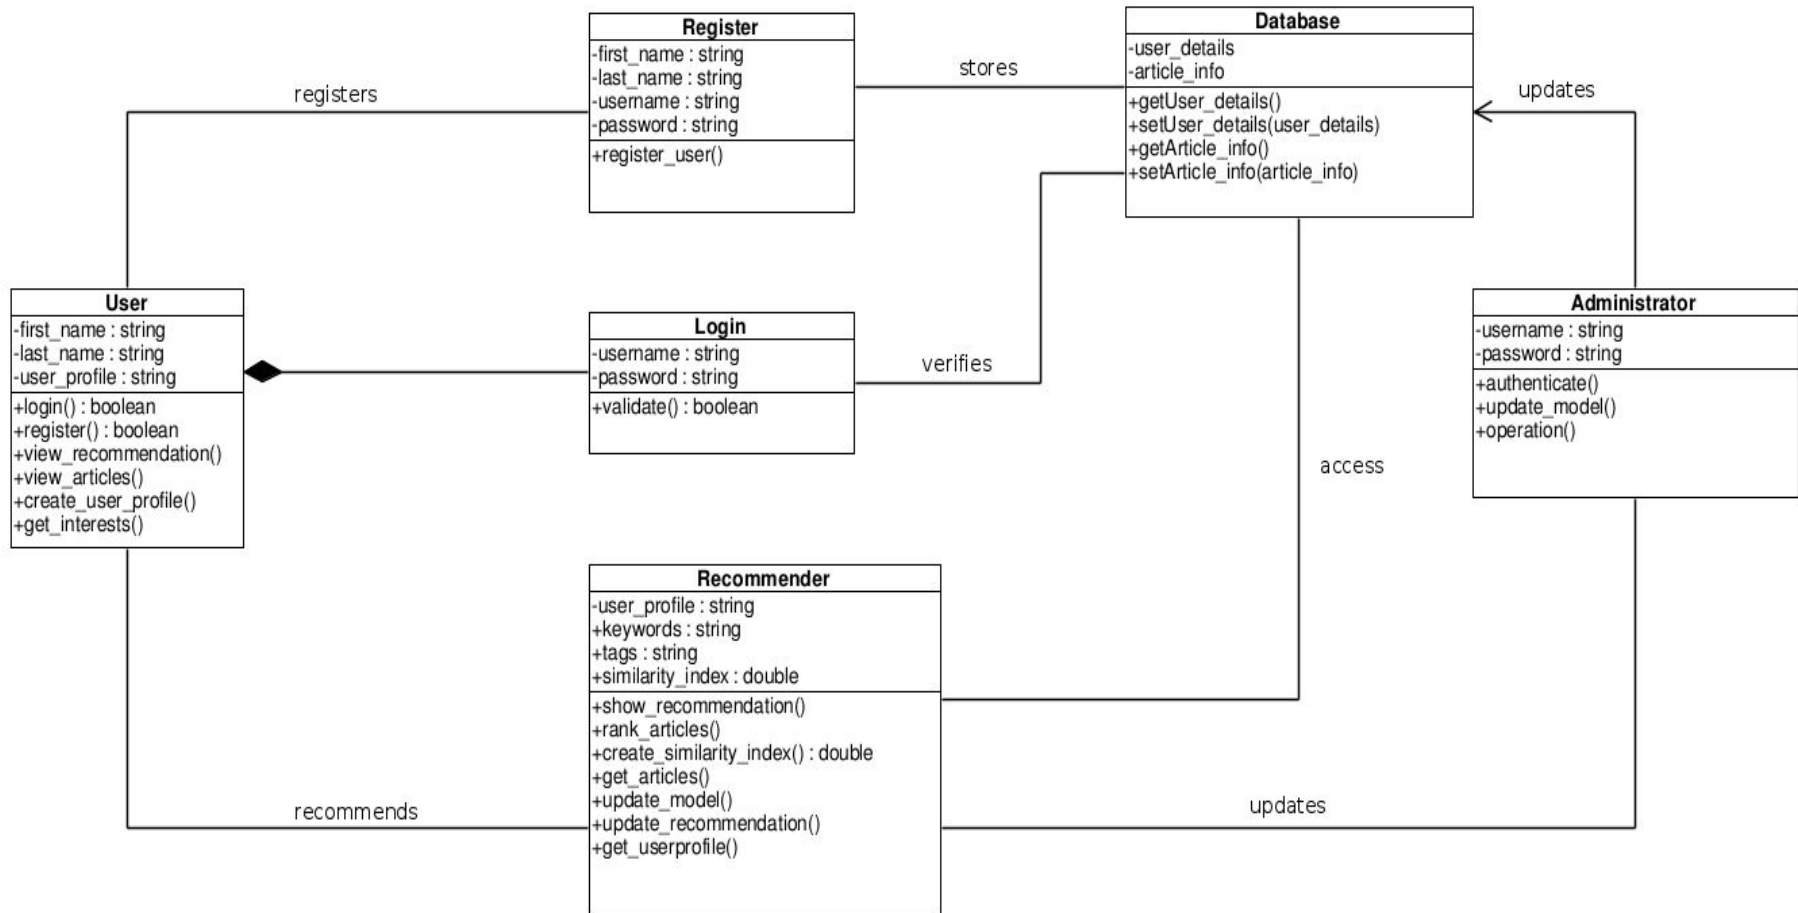 Register
-first_name : string
-last_name : string
-username : string
-password : string
+register_user()
Database
-user_details
-article_info
+getUser_details()
+setUser_details(user_details)
+getArticle_info()
+setArticle_info(article_info)
registers
stores
updates
User
-first_name : string
-last_name : string
-user_profile : string
+login() : boolean
+register() : boolean
+view_recommendation()
+view_articles()
+create_user_profile()
+get_interests()
Login
-username : string
-password : string
+validate() : boolean
verifies
Administrator
-username : string
-password : string
+authenticate()
+update_model()
+operation()
access
Recommender
-user_profile : string
+keywords : string
+tags : string
+similarity_index : double
+show_recommendation()
+rank_articles()
+create_similarity_index() : double
+get_articles()
+update_model()
+update_recommendation()
+get_userprofile()
recommends
updates